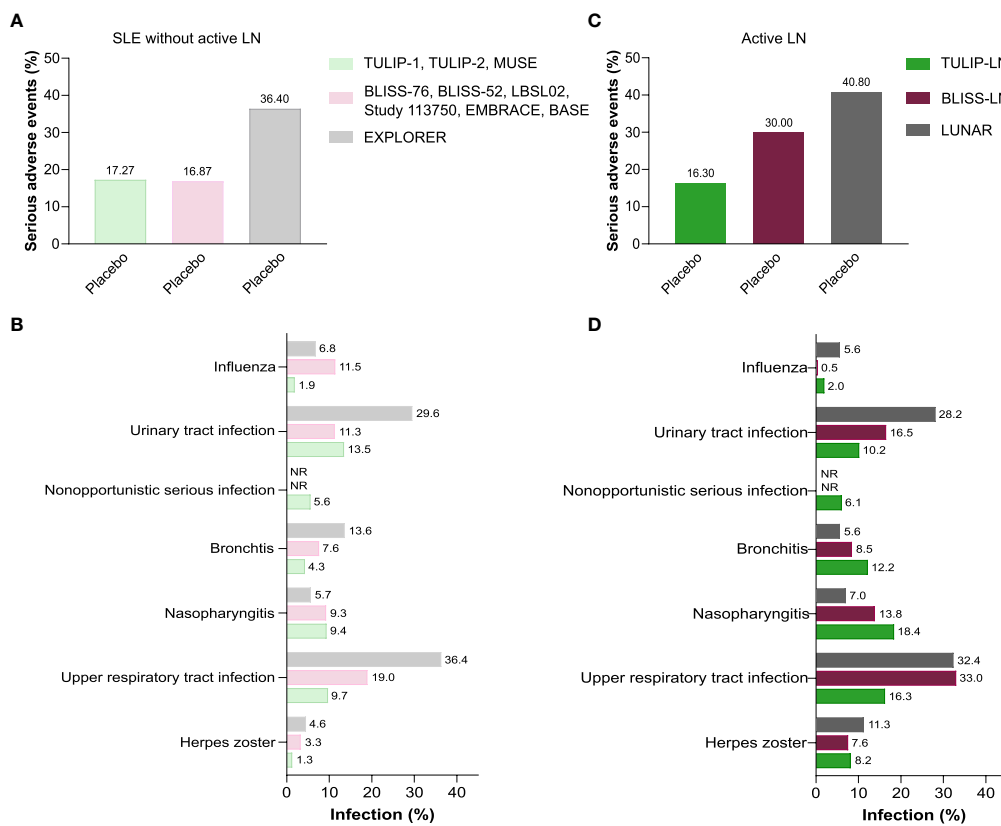 A
SLE without active LN
Serious adverse events (%)
50
40
30
20
10
0
17.27
16.87
36.40
Placebo
Placebo
Placebo
TULIP-1, TULIP-2, MUSE
BLISS-76, BLISS-52, LBSL02,
Study 113750, EMBRACE, BASE
EXPLORER
C
Active LN
Serious adverse events (%)
50
40
30
20
10
0
16.30
30.00
40.80
Placebo
Placebo
Placebo
TULIP-LN
BLISS-LN
LUNAR
B
Influenza
6.8
11.5
1.9
Urinary tract infection
29.6
11.3
13.5
Nonopportunistic serious infection
NR
NR
5.6
Bronchtis
13.6
7.6
4.3
Nasopharyngitis
5.7
9.3
9.4
Upper respiratory tract infection
36.4
19.0
9.7
Herpes zoster
4.6
3.3
1.3
0 10 20 30 40
Infection (%)
D
Influenza
5.6
0.5
2.0
Urinary tract infection
28.2
16.5
10.2
Nonopportunistic serious infection
NR
NR
6.1
Bronchitis
5.6
8.5
12.2
Nasopharyngitis
7.0
13.8
18.4
Upper respiratory tract infection
32.4
33.0
16.3
Herpes zoster
11.3
7.6
8.2
0 10 20 30 40
Infection (%)